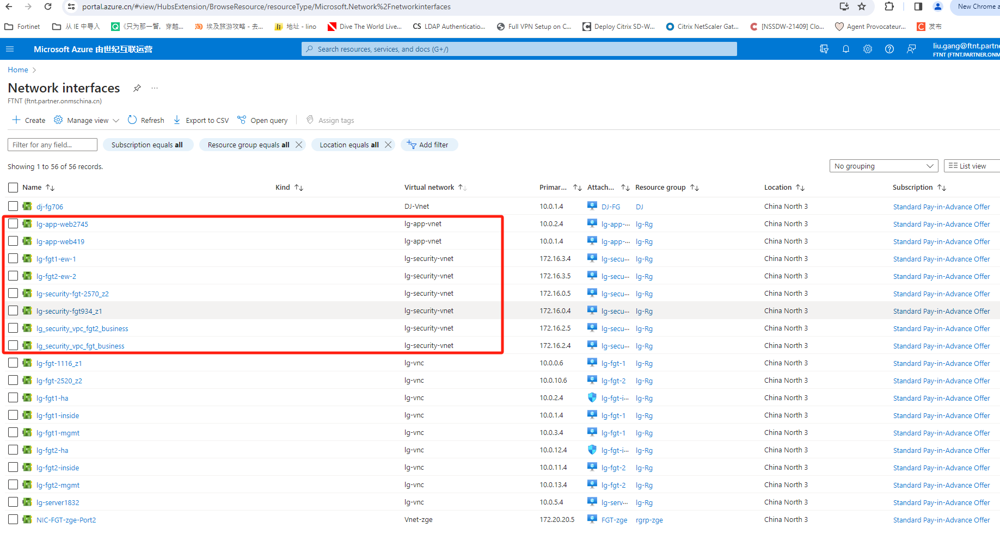 portal.azure.cn/#view/HubsExtension/BrowseResource/resourceType/Microsoft.Network%2Fnetworkinterfaces New Chrome a
Fortinet 从 IE 中导入 《只为那一瞥，穿越... 埃及旅游攻略 - 去... 地址 - lino Dive The World Live... CS LDAP Authenticatio... Full VPN Setup on C... Deploy Citrix SD-W... Citrix NetScaler Gat... [NSSDW-21409] Clo... Agent Provocateur... 发布
Microsoft Azure 由世纪互联运营 Search resources, services, and docs (G+/) liu.gang@ftnt.partne
FTNT (FTNT.PARTNER.ONM
Home
Network interfaces ...
FTNT (ftnt.partner.onmschina.cn)
Create Manage view Refresh Export to CSV Open query Assign tags
Filter for any field... Subscription equals all Resource group equals all Location equals all Add filter
Showing 1 to 56 of 56 records. No grouping List view
Name Kind Virtual network Primar... Attach... Resource group Location Subscription
dj-fg706 DJ-Vnet 10.0.1.4 DJ-FG DJ China North 3 Standard Pay-in-Advance Offer
lg-app-web2745 lg-app-vnet 10.0.2.4 lg-app-... lg-Rg China North 3 Standard Pay-in-Advance Offer
lg-app-web419 lg-app-vnet 10.0.1.4 lg-app-... lg-Rg China North 3 Standard Pay-in-Advance Offer
lg-fgt1-ew-1 lg-security-vnet 172.16.3.4 lg-secu... lg-Rg China North 3 Standard Pay-in-Advance Offer
lg-fgt2-ew-2 lg-security-vnet 172.16.3.5 lg-secu... lg-Rg China North 3 Standard Pay-in-Advance Offer
lg-security-fgt-2570_z2 lg-security-vnet 172.16.0.5 lg-secu... lg-Rg China North 3 Standard Pay-in-Advance Offer
lg-security-fgt934_z1 lg-security-vnet 172.16.0.4 lg-secu... lg-Rg China North 3 Standard Pay-in-Advance Offer
lg_security_vpc_fgt2_business lg-security-vnet 172.16.2.5 lg-secu... lg-Rg China North 3 Standard Pay-in-Advance Offer
lg_security_vpc_fgt_business lg-security-vnet 172.16.2.4 lg-secu... lg-Rg China North 3 Standard Pay-in-Advance Offer
lg-fgt-1116_z1 lg-vnc 10.0.0.6 lg-fgt-1 lg-Rg China North 3 Standard Pay-in-Advance Offer
lg-fgt-2520_z2 lg-vnc 10.0.10.6 lg-fgt-2 lg-Rg China North 3 Standard Pay-in-Advance Offer
lg-fgt1-ha lg-vnc 10.0.2.4 lg-fgt-i... lg-Rg China North 3 Standard Pay-in-Advance Offer
lg-fgt1-inside lg-vnc 10.0.1.4 lg-fgt-1 lg-Rg China North 3 Standard Pay-in-Advance Offer
lg-fgt1-mgmt lg-vnc 10.0.3.4 lg-fgt-1 lg-Rg China North 3 Standard Pay-in-Advance Offer
lg-fgt2-ha lg-vnc 10.0.12.4 lg-fgt-i... lg-Rg China North 3 Standard Pay-in-Advance Offer
lg-fgt2-inside lg-vnc 10.0.11.4 lg-fgt-2 lg-Rg China North 3 Standard Pay-in-Advance Offer
lg-fgt2-mgmt lg-vnc 10.0.13.4 lg-fgt-2 lg-Rg China North 3 Standard Pay-in-Advance Offer
lg-server1832 lg-vnc 10.0.5.4 lg-serv... lg-Rg China North 3 Standard Pay-in-Advance Offer
NIC-FGT-zge-Port2 Vnet-zge 172.20.20.5 FGT-zge rgrp-zge China North 3 Standard Pay-in-Advance Offer